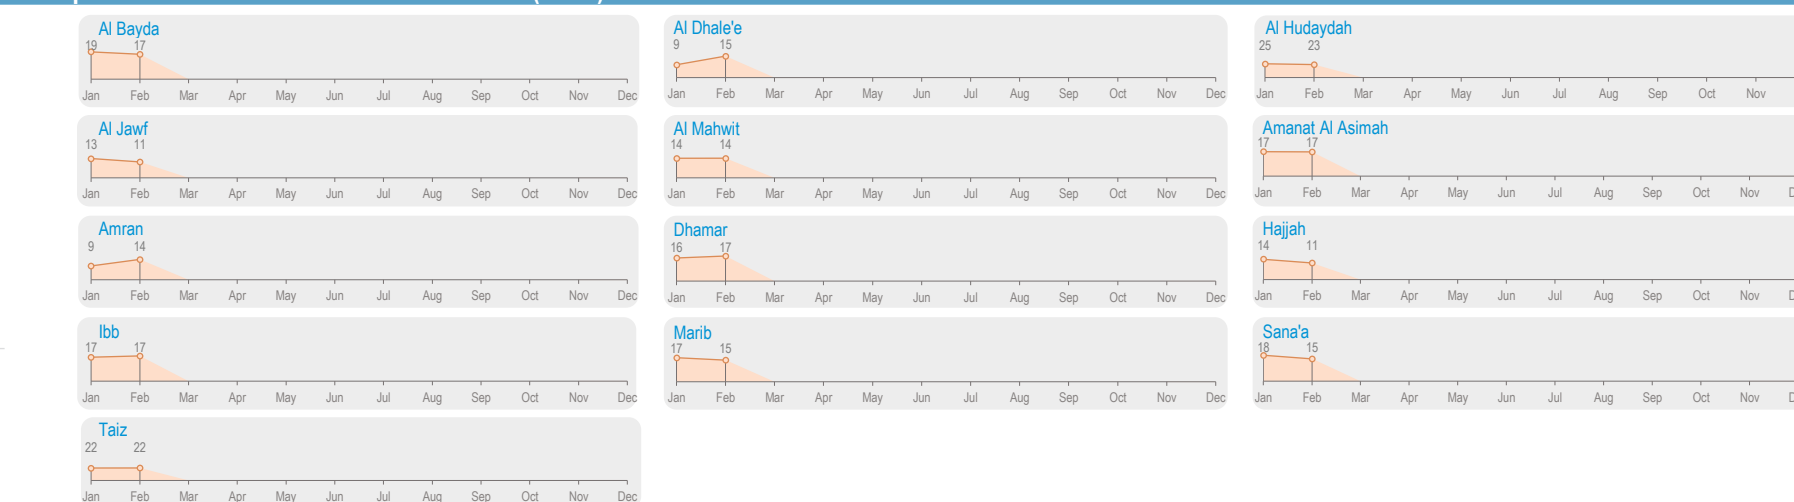 Al Bayda
19 17
Jan Feb Mar Apr May Jun Jul Aug Sep Oct Nov Dec
Al Dhale'e
9 15
Jan Feb Mar Apr May Jun Jul Aug Sep Oct Nov Dec
Al Hudaydah
25 23
Jan Feb Mar Apr May Jun Jul Aug Sep Oct Nov
Al Jawf
13 11
Jan Feb Mar Apr May Jun Jul Aug Sep Oct Nov Dec
Al Mahwit
14 14
Jan Feb Mar Apr May Jun Jul Aug Sep Oct Nov Dec
Amanat Al Asimah
17 17
Jan Feb Mar Apr May Jun Jul Aug Sep Oct Nov
Amran
9 14
Jan Feb Mar Apr May Jun Jul Aug Sep Oct Nov Dec
Dhamar
16 17
Jan Feb Mar Apr May Jun Jul Aug Sep Oct Nov Dec
Hajjah
14 11
Jan Feb Mar Apr May Jun Jul Aug Sep Oct Nov
Ibb
17 17
Jan Feb Mar Apr May Jun Jul Aug Sep Oct Nov Dec
Marib
17 15
Jan Feb Mar Apr May Jun Jul Aug Sep Oct Nov Dec
Sana'a
18 15
Jan Feb Mar Apr May Jun Jul Aug Sep Oct Nov
Taiz
22 22
Jan Feb Mar Apr May Jun Jul Aug Sep Oct Nov Dec